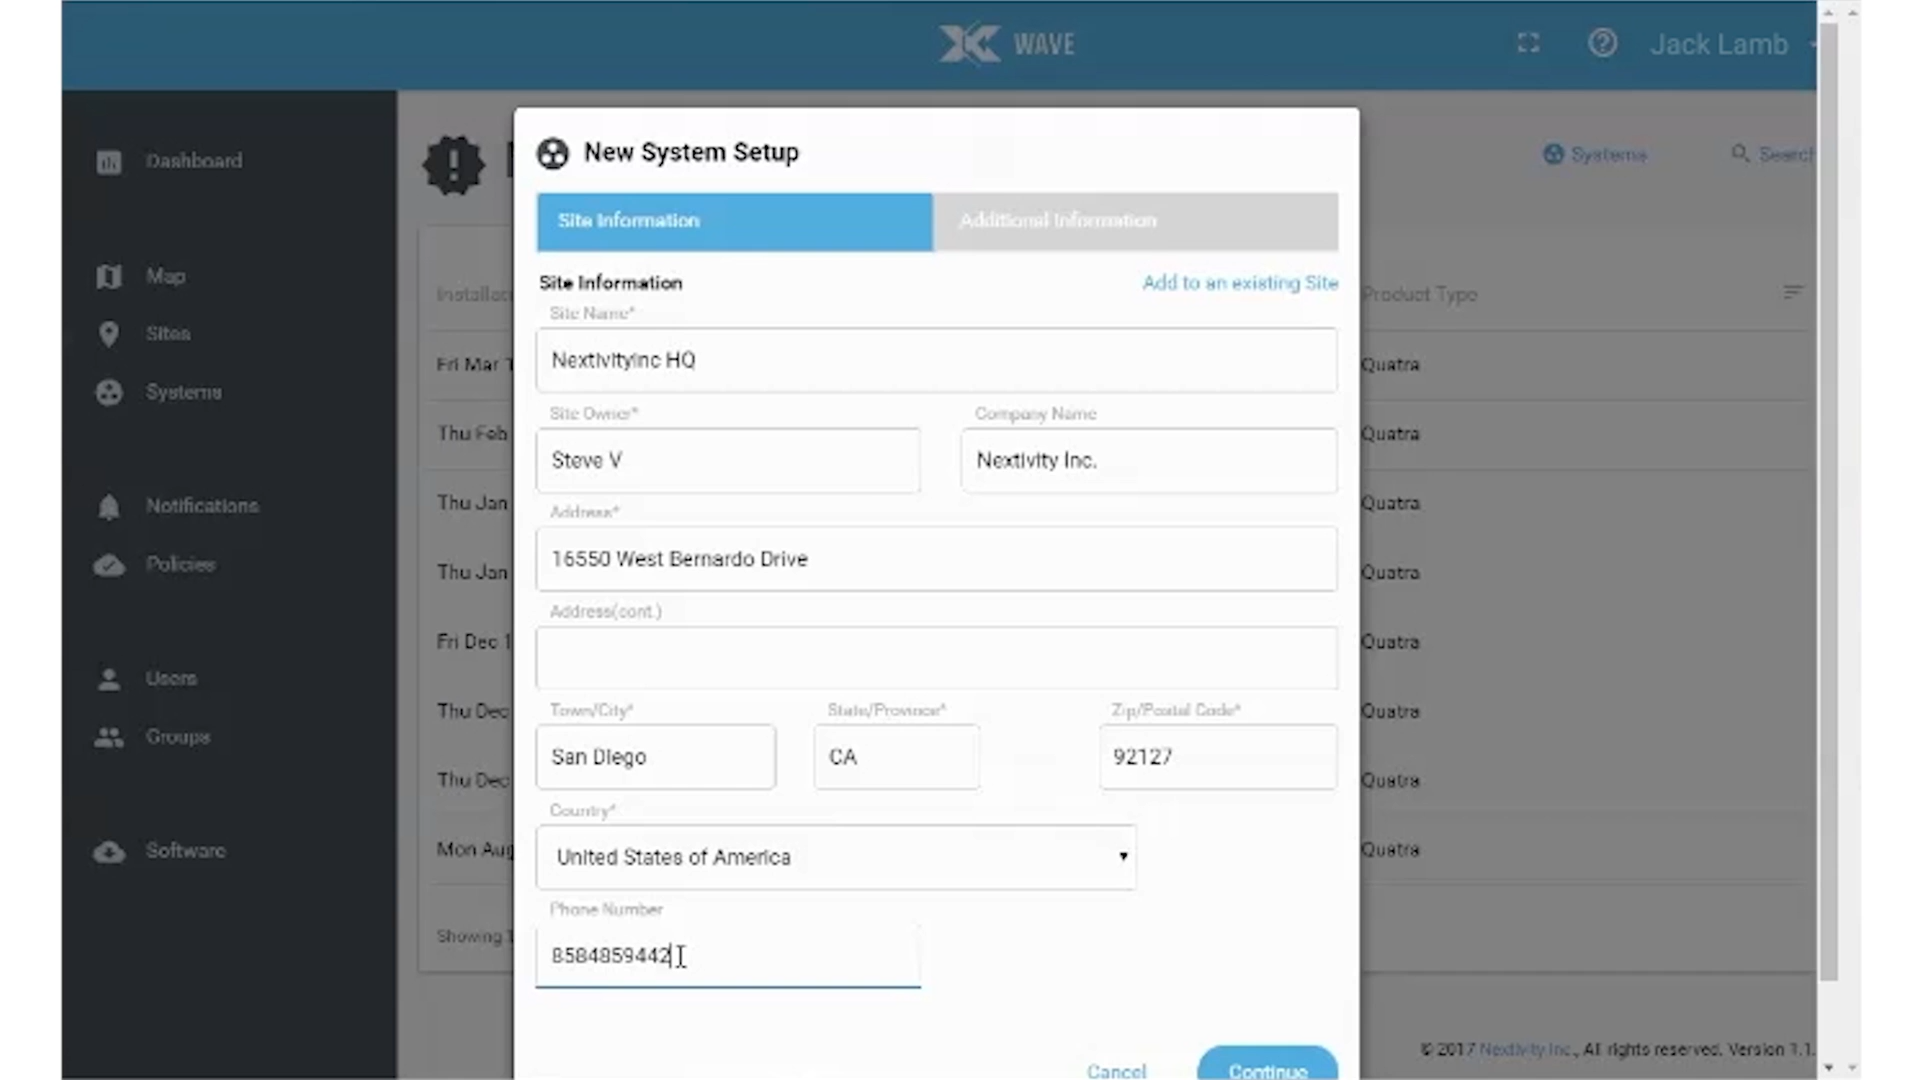 WAVE
Jack Lamb
Dashboard
Map
Sites
Systems
Notifications
Policies
Users
Groups
Software
Systems
Search
New System Setup
Site Information
Additional Information
Site Information
Add to an existing Site
Site Name*
NextivityInc HQ
Site Owner*
Company Name
Steve V
Nextivity Inc.
Address*
16550 West Bernardo Drive
Address(cont.)
Town/City*
State/Province*
Zip/Postal Code*
San Diego
CA
92127
Country*
United States of America
Phone Number
8584859442
Cancel
Continue
Product Type
Fri Mar 1
Quatra
Thu Feb
Quatra
Thu Jan
Quatra
Thu Jan
Quatra
Fri Dec 1
Quatra
Thu Dec
Quatra
Thu Dec
Quatra
Mon Aug
Quatra
Showing
© 2017 Nextivity Inc., All rights reserved. Version 1.1.